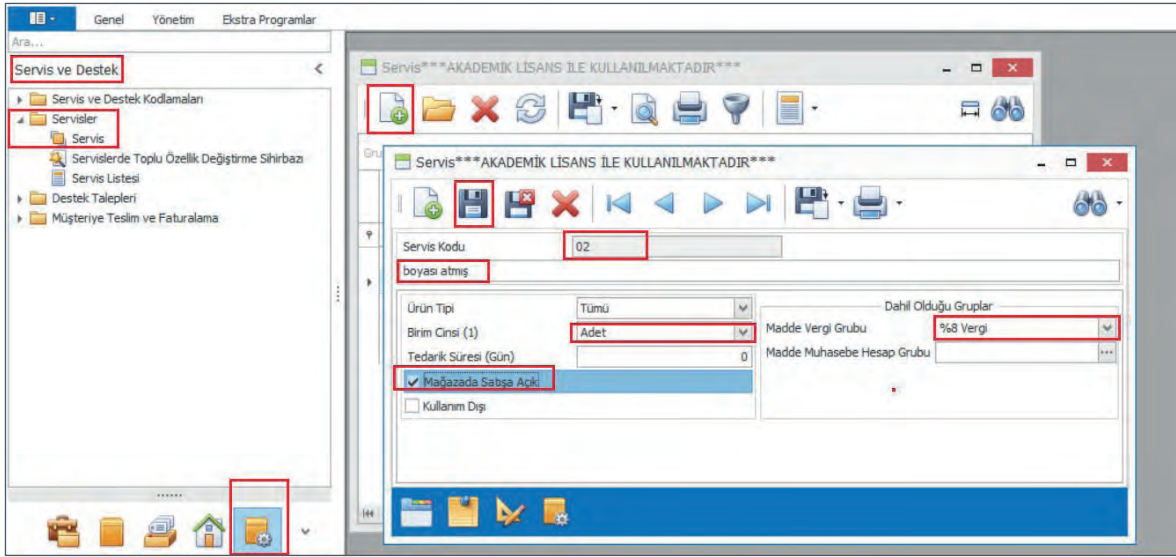 Genel Yönetim Ekstra Programlar
Ara...
Servis ve Destek
Servis ve Destek Kodlamaları
Servisler
Servis
Servislerde Toplu Özellik Değiştirme Sihirbazı
Servis Listesi
Destek Talepleri
Müşteriye Teslim ve Faturalama
Servis***AKADEMİK LİSANS İLE KULLANILMAKTADIR***
Gru
Servis***AKADEMİK LİSANS İLE KULLANILMAKTADIR***
Servis Kodu 02
boyası atmış
Ürün Tipi Tümü
Birim Cinsi (1) Adet
Tedarik Süresi (Gün) 0
Mağazada Satışa Açık
Kullanım Dışı
Dahil Olduğu Gruplar
Madde Vergi Grubu %8 Vergi
Madde Muhasebe Hesap Grubu